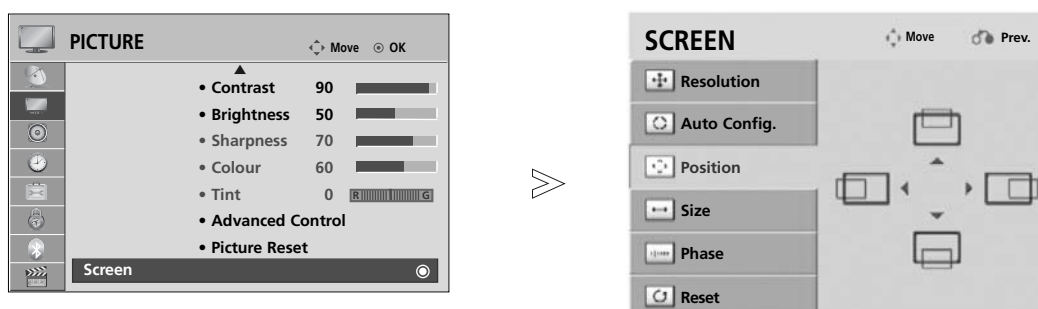 PICTURE
Move
OK
• Contrast 90
• Brightness 50
• Sharpness 70
• Colour 60
• Tint 0 R G
• Advanced Control
• Picture Reset
Screen
SCREEN
Move
Prev.
Resolution
Auto Config.
Position
Size
Phase
Reset